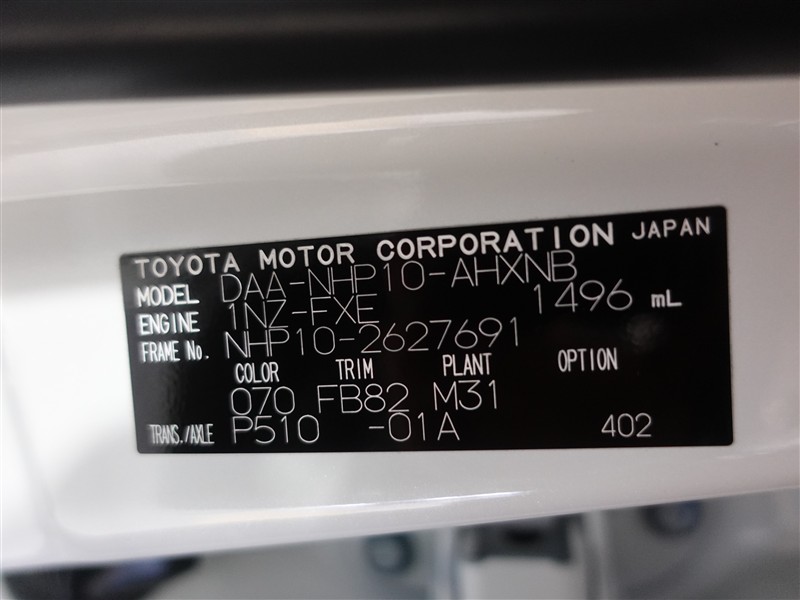 TOYOTA MOTOR CORPORATION JAPAN
MODEL DAA-NHP10-AHXNB
ENGINE 1NZ-FXE 1496 mL
FRAME No. NHP10-2627691
COLOR TRIM PLANT OPTION
070 FB82 M31
TRANS./AXLE P510 -01A 402